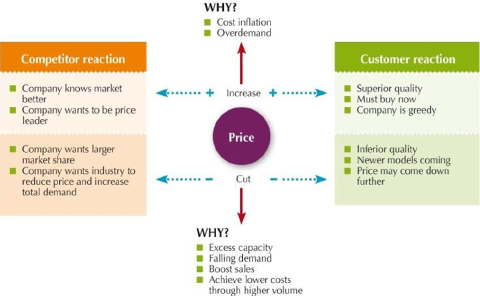 WHY?
Cost inflation
Overdemand
Competitor reaction
Company knows market
better
Company wants to be price
leader
Company wants larger
market share
Company wants industry to
reduce price and increase
total demand
+ Increase +
Price
- Cut -
Customer reaction
Superior quality
Must buy now
Company is greedy
Inferior quality
Newer models coming
Price may come down
further
WHY?
Excess capacity
Falling demand
Boost sales
Achieve lower costs
through higher volume